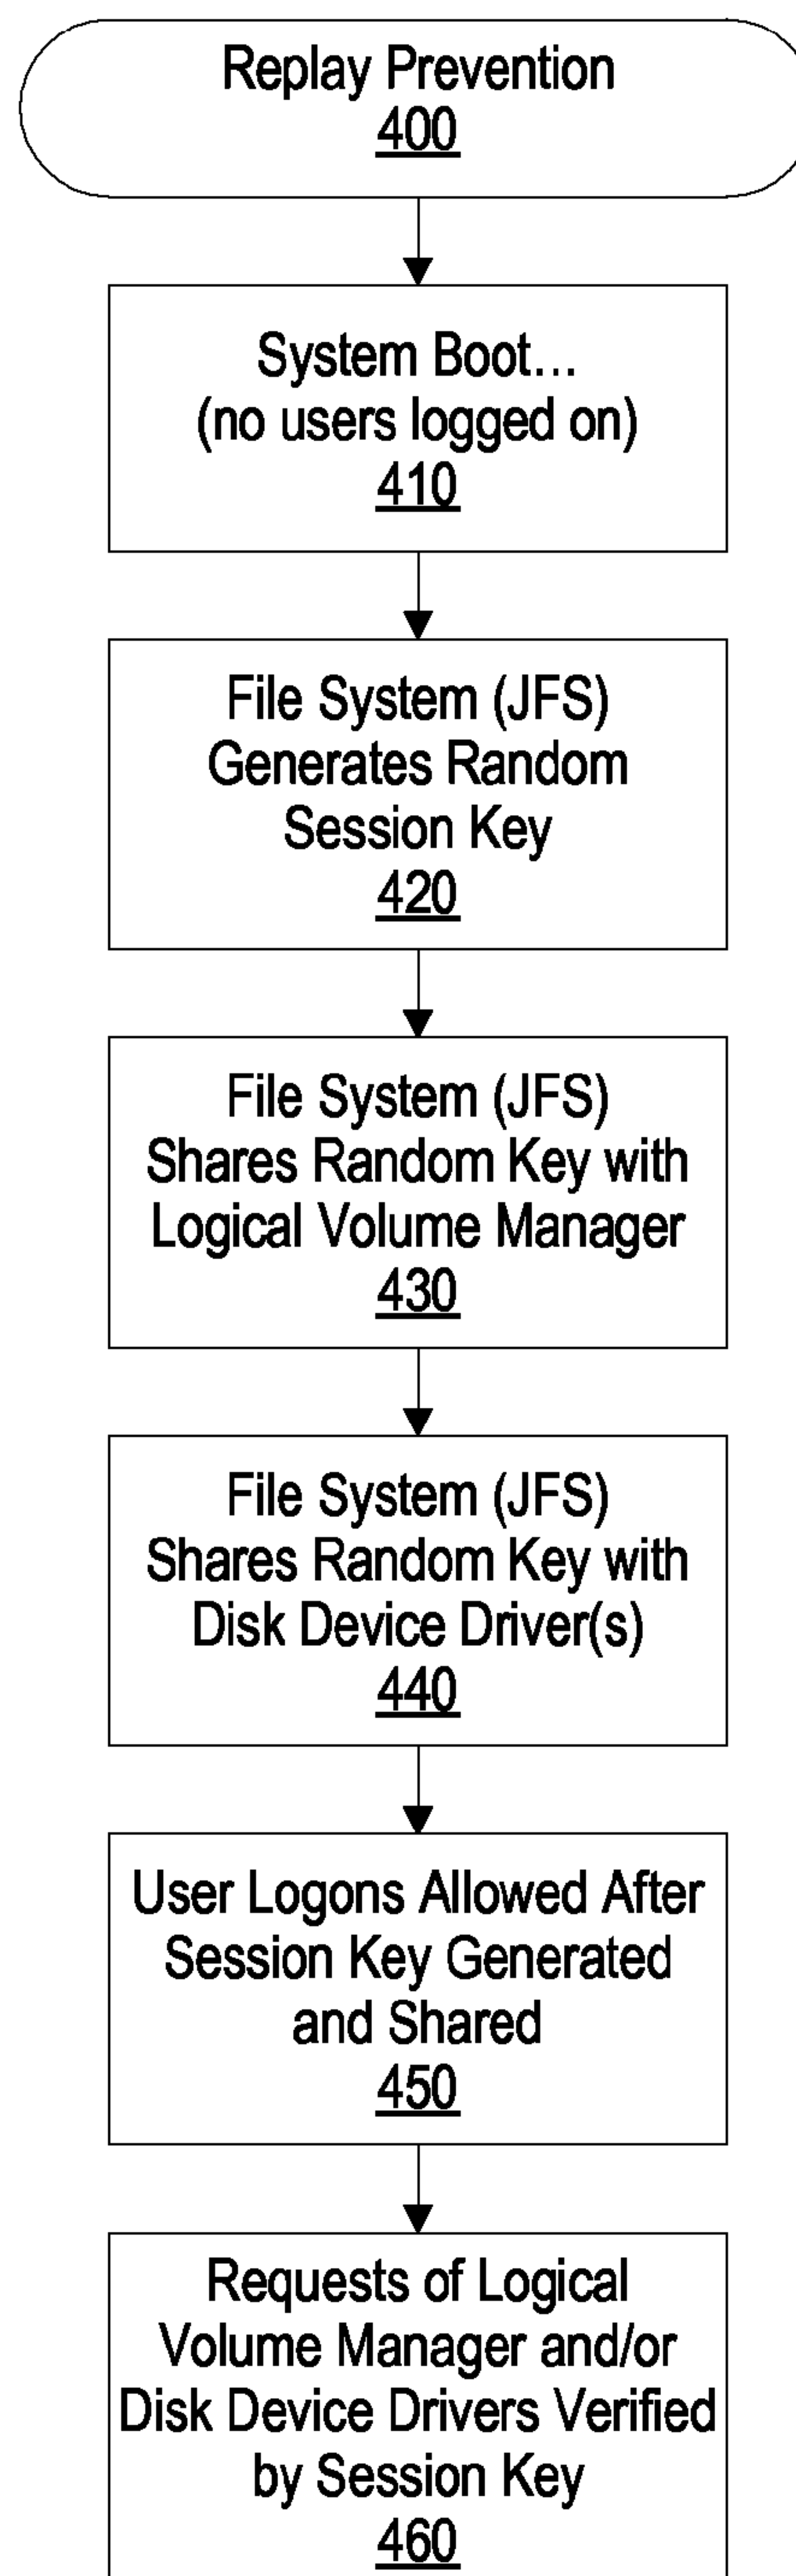 Replay Prevention
400
System Boot...
(no users logged on)
410
File System (JFS)
Generates Random
Session Key
420
File System (JFS)
Shares Random Key with
Logical Volume Manager
430
File System (JFS)
Shares Random Key with
Disk Device Driver(s)
440
User Logons Allowed After
Session Key Generated
and Shared
450
Requests of Logical
Volume Manager and/or
Disk Device Drivers Verified
by Session Key
460